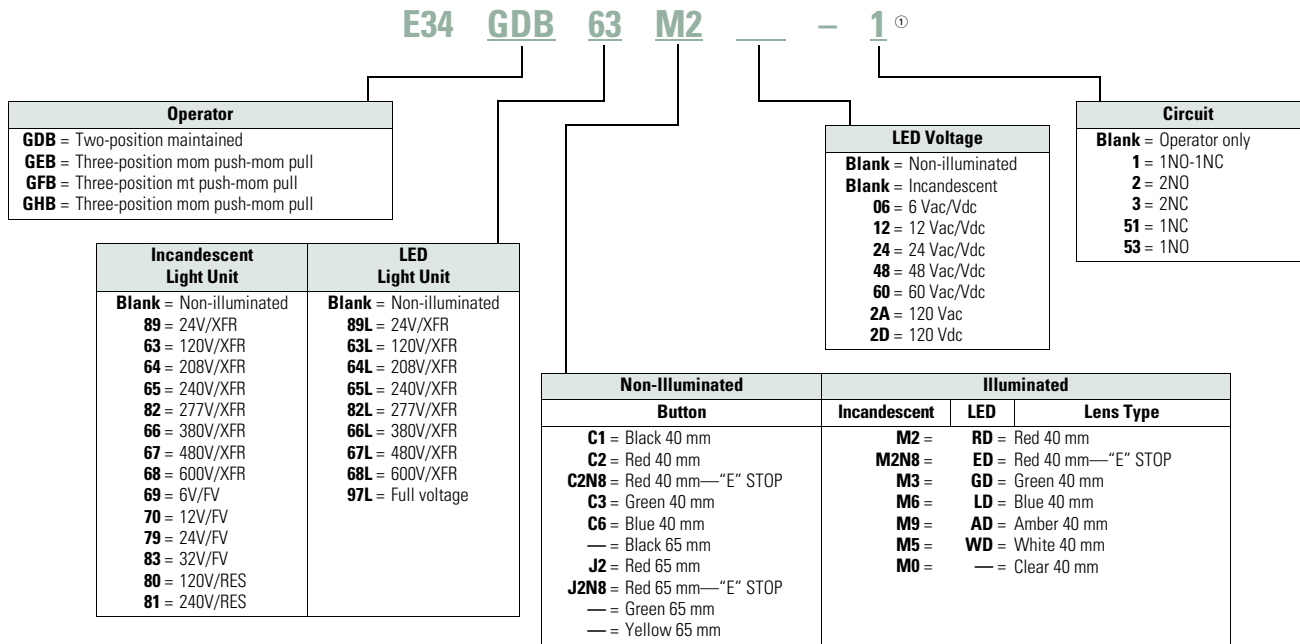 E34 GDB 63 M2 ___ – 1 ①
Operator
GDB = Two-position maintained
GEB = Three-position mom push-mom pull
GFB = Three-position mt push-mom pull
GHB = Three-position mom push-mom pull
Incandescent
Light Unit
Blank = Non-illuminated
89 = 24V/XFR
63 = 120V/XFR
64 = 208V/XFR
65 = 240V/XFR
82 = 277V/XFR
66 = 380V/XFR
67 = 480V/XFR
68 = 600V/XFR
69 = 6V/FV
70 = 12V/FV
79 = 24V/FV
83 = 32V/FV
80 = 120V/RES
81 = 240V/RES
LED
Light Unit
Blank = Non-illuminated
89L = 24V/XFR
63L = 120V/XFR
64L = 208V/XFR
65L = 240V/XFR
82L = 277V/XFR
66L = 380V/XFR
67L = 480V/XFR
68L = 600V/XFR
97L = Full voltage
Non-Illuminated
Button
C1 = Black 40 mm
C2 = Red 40 mm
C2N8 = Red 40 mm—“E” STOP
C3 = Green 40 mm
C6 = Blue 40 mm
— = Black 65 mm
J2 = Red 65 mm
J2N8 = Red 65 mm—“E” STOP
— = Green 65 mm
— = Yellow 65 mm
Illuminated
Incandescent LED Lens Type
M2 = RD = Red 40 mm
M2N8 = ED = Red 40 mm—“E” STOP
M3 = GD = Green 40 mm
M6 = LD = Blue 40 mm
M9 = AD = Amber 40 mm
M5 = WD = White 40 mm
M0 = — = Clear 40 mm
LED Voltage
Blank = Non-illuminated
Blank = Incandescent
06 = 6 Vac/Vdc
12 = 12 Vac/Vdc
24 = 24 Vac/Vdc
48 = 48 Vac/Vdc
60 = 60 Vac/Vdc
2A = 120 Vac
2D = 120 Vdc
Circuit
Blank = Operator only
1 = 1NO-1NC
2 = 2NO
3 = 2NC
51 = 1NC
53 = 1NO